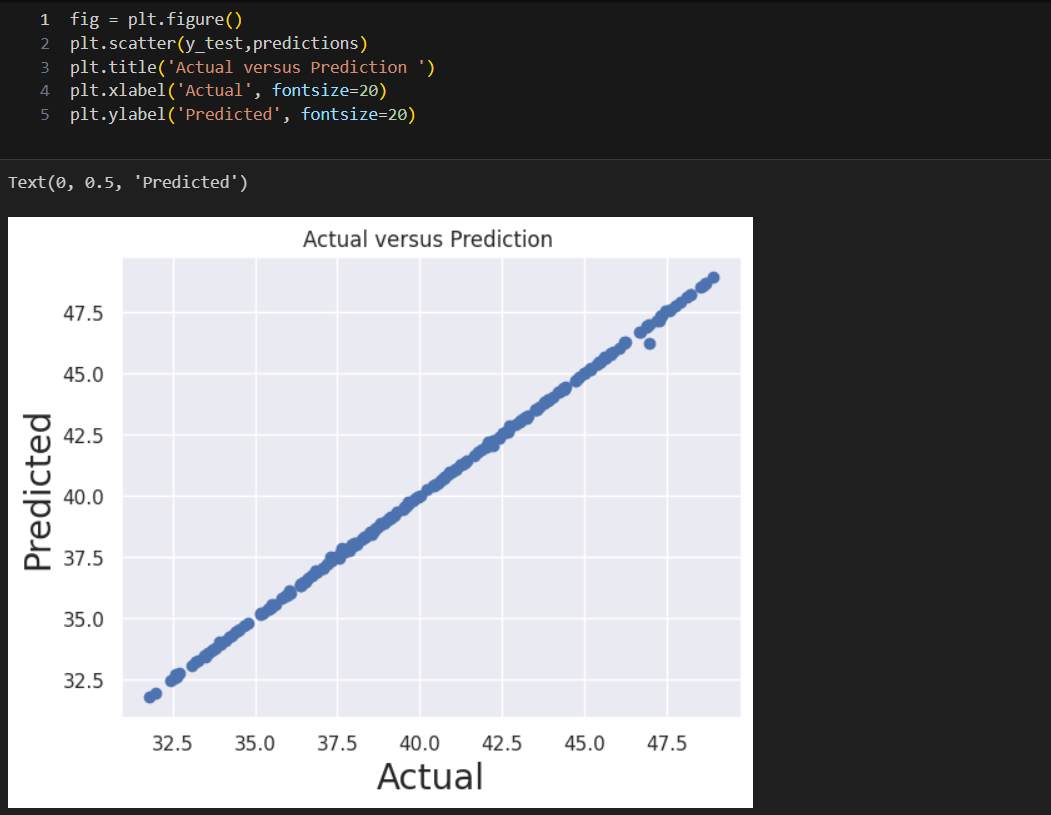 1 fig = plt.figure()
2 plt.scatter(y_test,predictions)
3 plt.title('Actual versus Prediction ')
4 plt.xlabel('Actual', fontsize=20)
5 plt.ylabel('Predicted', fontsize=20)
Text(0, 0.5, 'Predicted')
Actual versus Prediction
47.5
45.0
42.5
40.0
37.5
35.0
32.5
Predicted
32.5 35.0 37.5 40.0 42.5 45.0 47.5
Actual